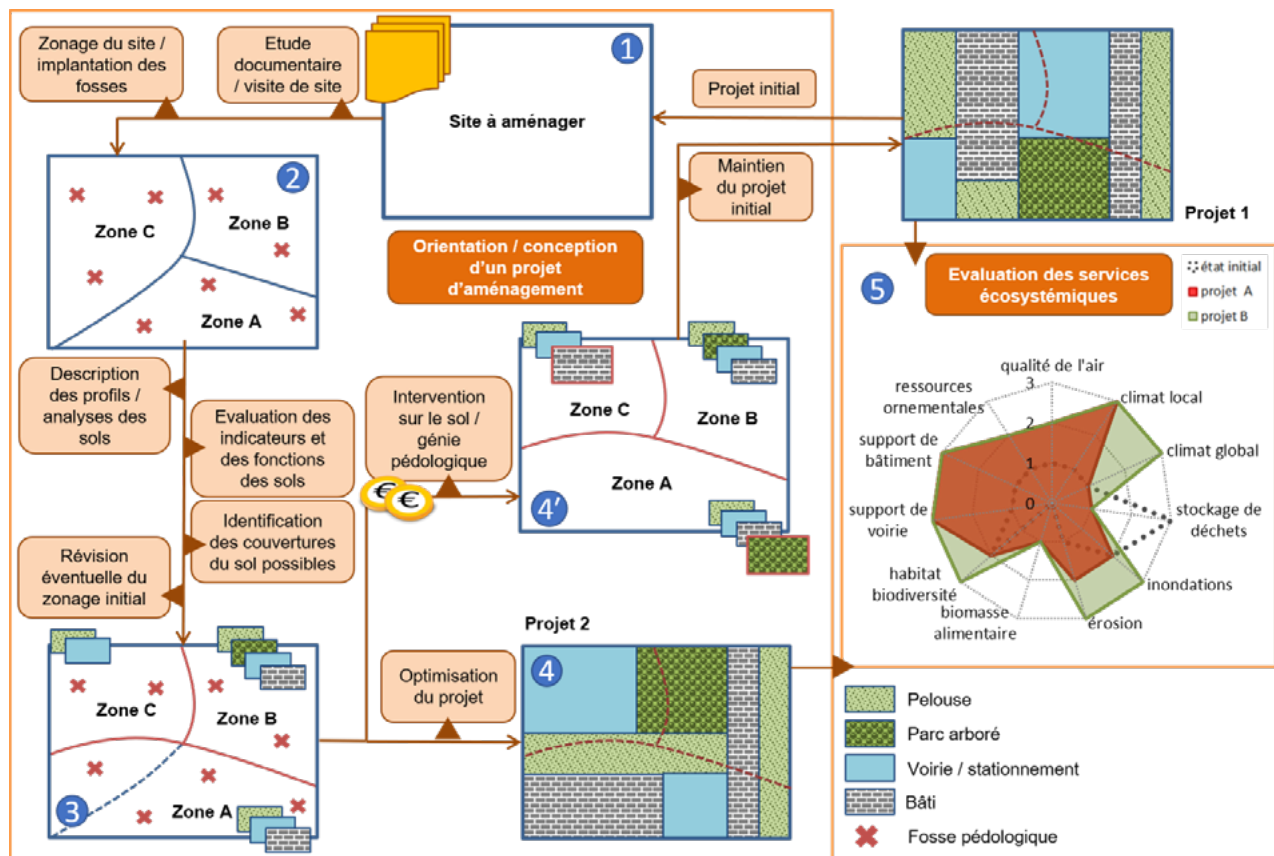 Zonage du site /
implantation des
fosses
Etude
documentaire
/ visite de site
1
Site à aménager
Projet initial
Projet 1
2
Zone C
Zone B
Zone A
Maintien
du projet
initial
Orientation / conception
d'un projet
d'aménagement
Description
des profils /
analyses des
sols
Evaluation des
indicateurs et
des fonctions
des sols
Identification
des couvertures
du sol possibles
Révision
éventuelle du
zonage initial
Intervention
sur le sol /
génie
pédologique
€
€
Zone C
Zone B
Zone A
4'
Zone C
Zone B
Zone A
3
Optimisation
du projet
Projet 2
4
5
Evaluation des services
écosystémiques
état initial
projet A
projet B
qualité de l'air
climat local
climat global
stockage de
déchets
inondations
érosion
biomasse
alimentaire
habitat
biodiversité
support de
voirie
support de
bâtiment
ressources
ornementales
3
2
1
0
Pelouse
Parc arboré
Voirie / stationnement
Bâti
Fosse pédologique